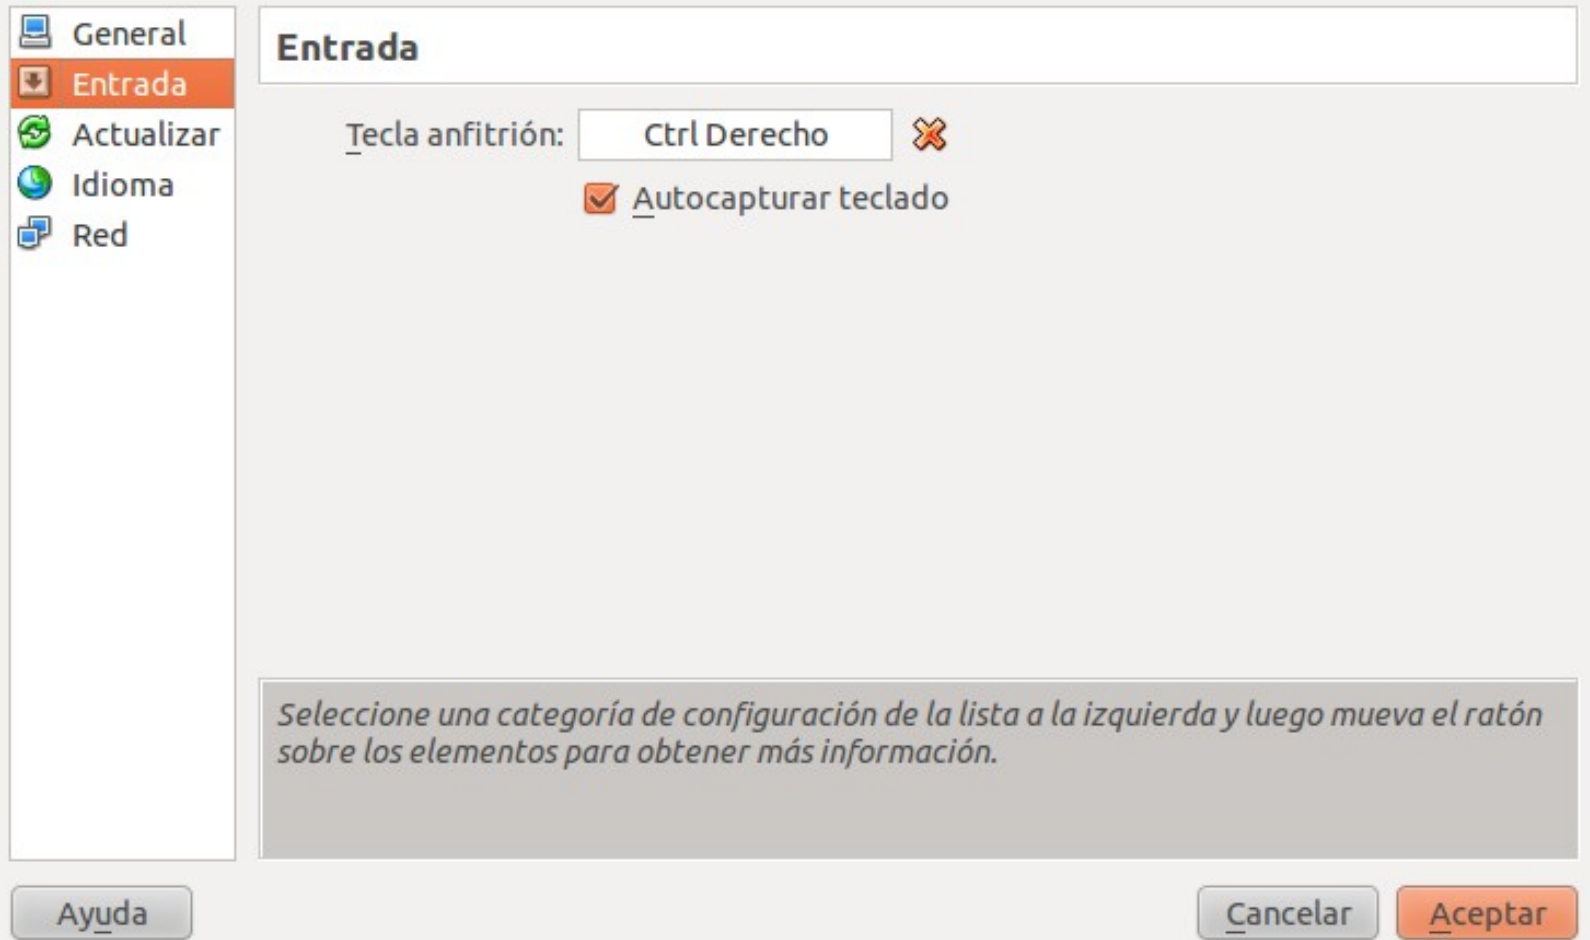 General
Entrada
Actualizar
Idioma
Red
Entrada
Tecla anfitrión: Ctrl Derecho
Autocapturar teclado
Seleccione una categoría de configuración de la lista a la izquierda y luego mueva el ratón
sobre los elementos para obtener más información.
Ayuda
Cancelar
Aceptar